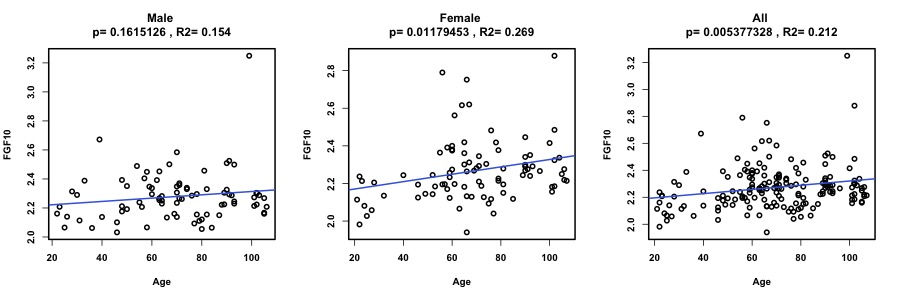 Male
p= 0.1615126 , R2= 0.154
FGF10
3.2
3.0
2.8
2.6
2.4
2.2
2.0
20 40 60 80 100
Age
Female
p= 0.01179453 , R2= 0.269
FGF10
2.8
2.6
2.4
2.2
2.0
20 40 60 80 100
Age
All
p= 0.005377328 , R2= 0.212
FGF10
3.2
3.0
2.8
2.6
2.4
2.2
2.0
20 40 60 80 100
Age